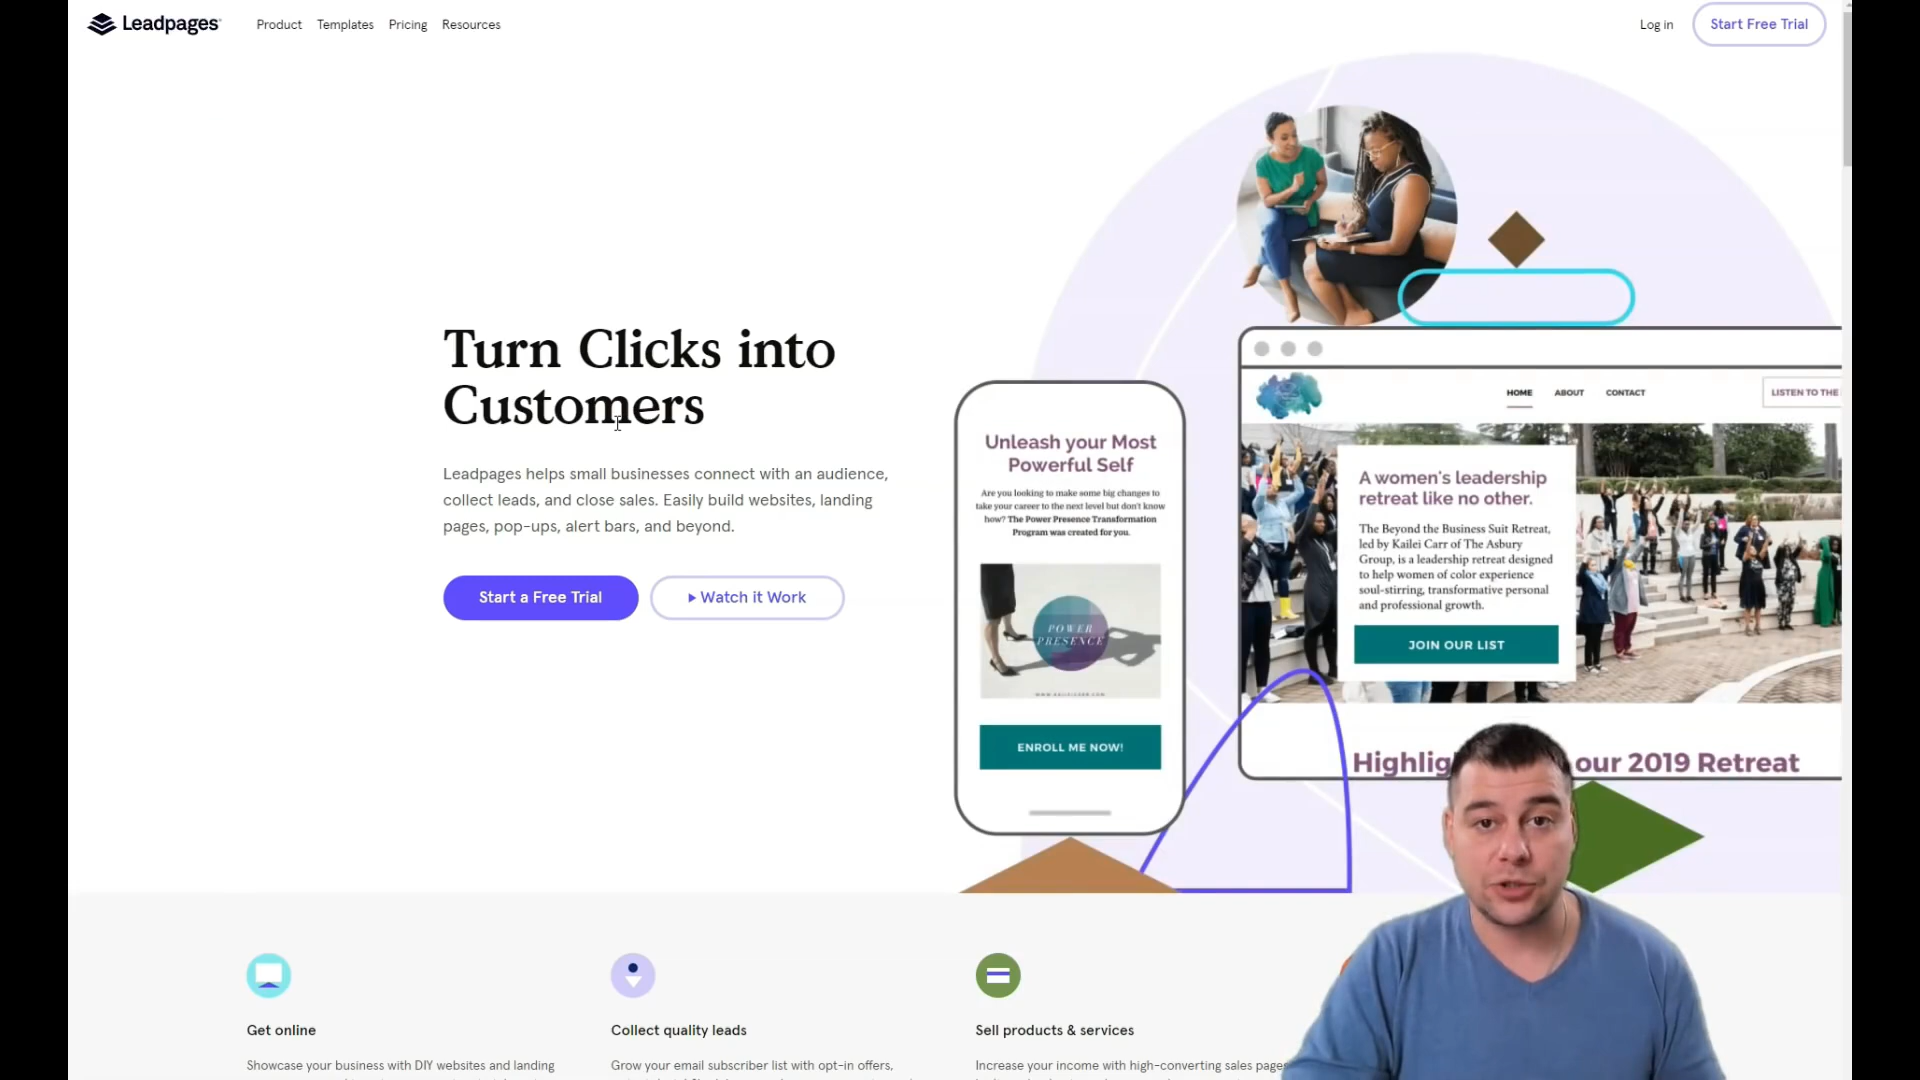 Leadpages
Product Templates Pricing Resources
Log in
Start Free Trial
Turn Clicks into
Customers
Leadpages helps small businesses connect with an audience,
collect leads, and close sales. Easily build websites, landing
pages, pop-ups, alert bars, and beyond.
Start a Free Trial
Watch it Work
Unleash your Most
Powerful Self
Are you looking to make some big changes to
take your career to the next level but don't know
how? The Power Presence Transformation
Program was created for you.
POWER
PRESENCE
ENROLL ME NOW!
HOME ABOUT CONTACT
LISTEN TO THE
A women's leadership
retreat like no other.
The Beyond the Business Suit Retreat,
led by Kailei Carr of The Asbury
Group, is a leadership retreat designed
to help women of color experience
soul-stirring, transformative personal
and professional growth.
JOIN OUR LIST
our 2019 Retreat
Get online
Showcase your business with DIY websites and landing
Collect quality leads
Grow your email subscriber list with opt-in offers,
Sell products & services
Increase your income with high-converting sales pages